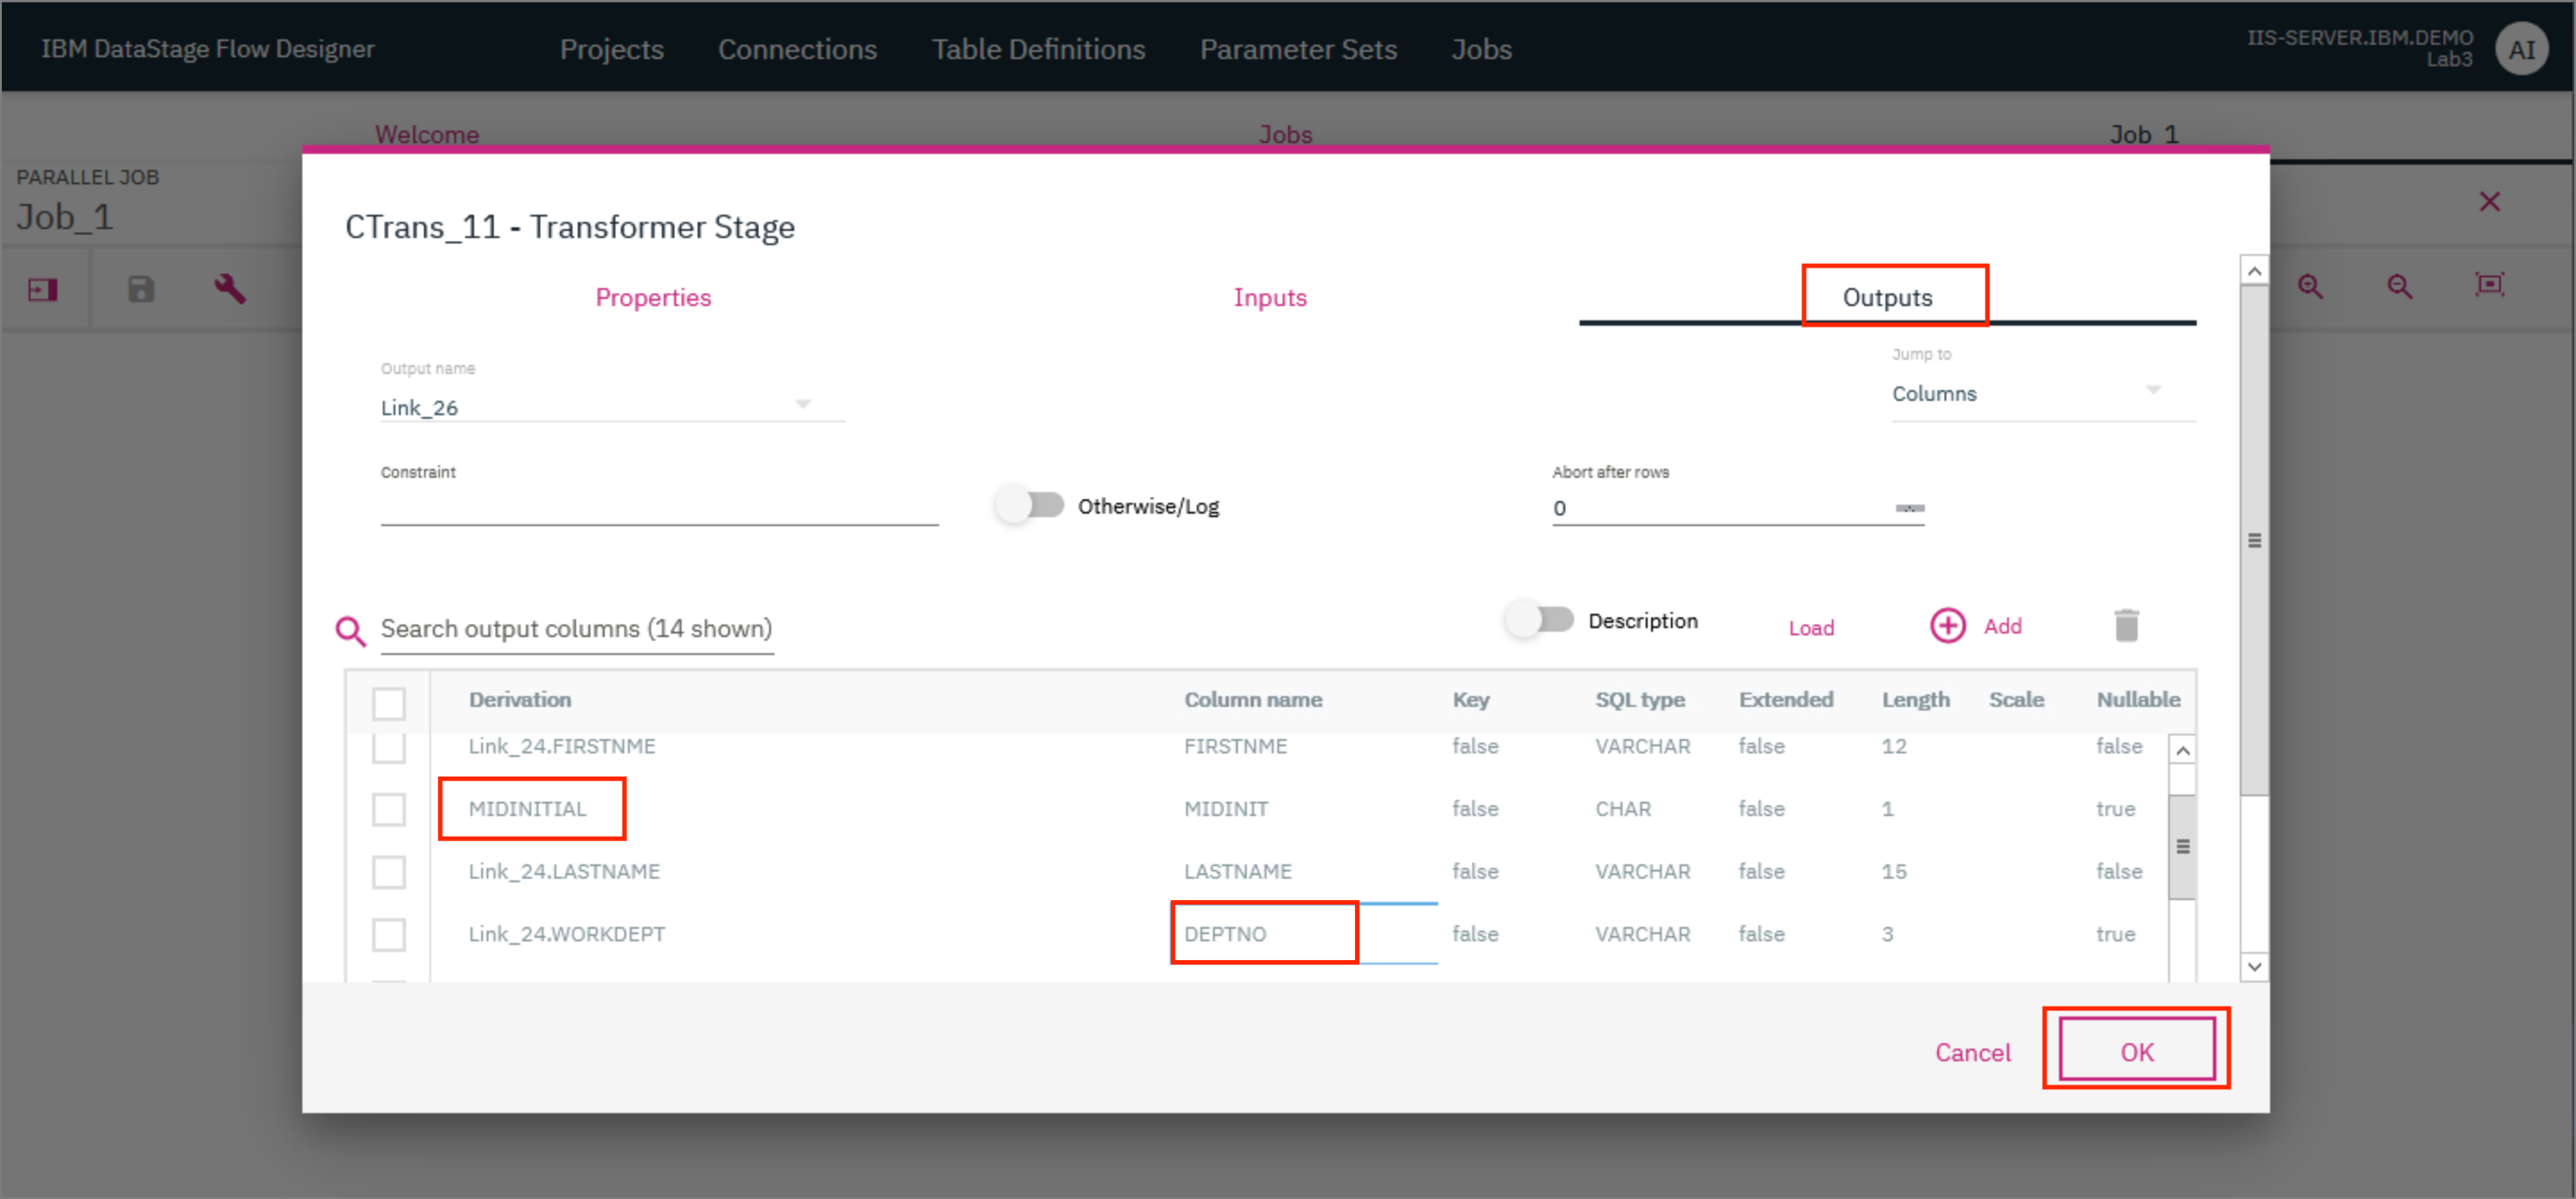 IBM DataStage Flow Designer Projects Connections Table Definitions Parameter Sets Jobs IIS-SERVER.IBM.DEMO AI
Lab3
Welcome Jobs Job 1
PARALLEL JOB
Job_1
CTrans_11 - Transformer Stage
Properties Inputs Outputs
Output name Jump to
Link_26 Columns
Constraint Abort after rows
Otherwise/Log 0
Search output columns (14 shown) Description Load Add
Derivation Column name Key SQL type Extended Length Scale Nullable
Link_24.FIRSTNME FIRSTNME false VARCHAR false 12 false
MIDINITIAL MIDINIT false CHAR false 1 true
Link_24.LASTNAME LASTNAME false VARCHAR false 15 false
Link_24.WORKDEPT DEPTNO false VARCHAR false 3 true
Cancel OK